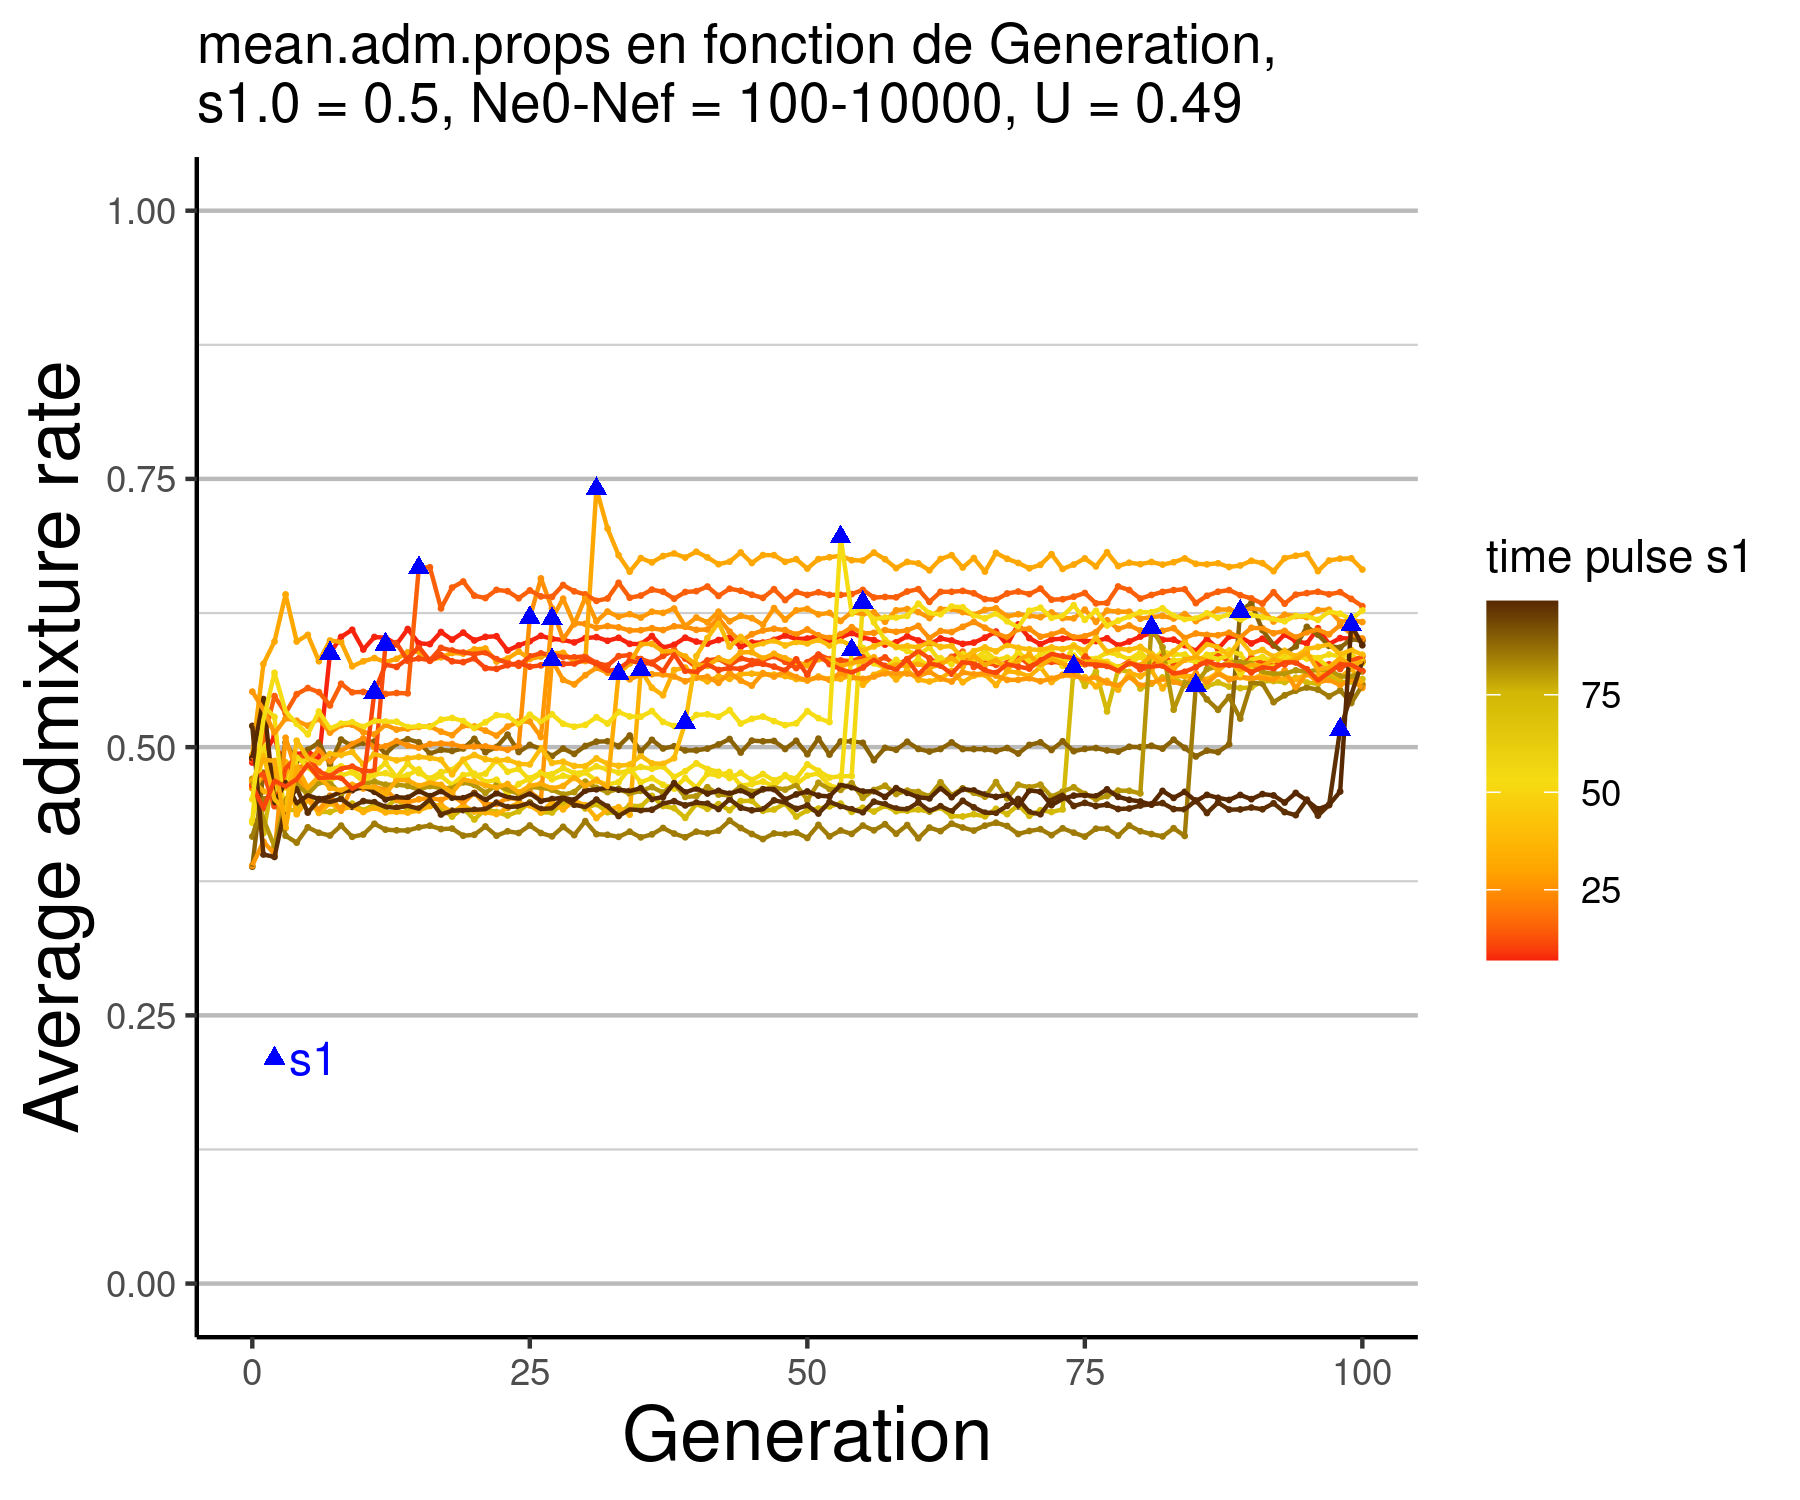 mean.adm.props en fonction de Generation,
s1.0 = 0.5, Ne0-Nef = 100-10000, U = 0.49
Average admixture rate
1.00
0.75
0.50
0.25
0.00
s1
0
25
50
75
100
Generation
time pulse s1
75
50
25